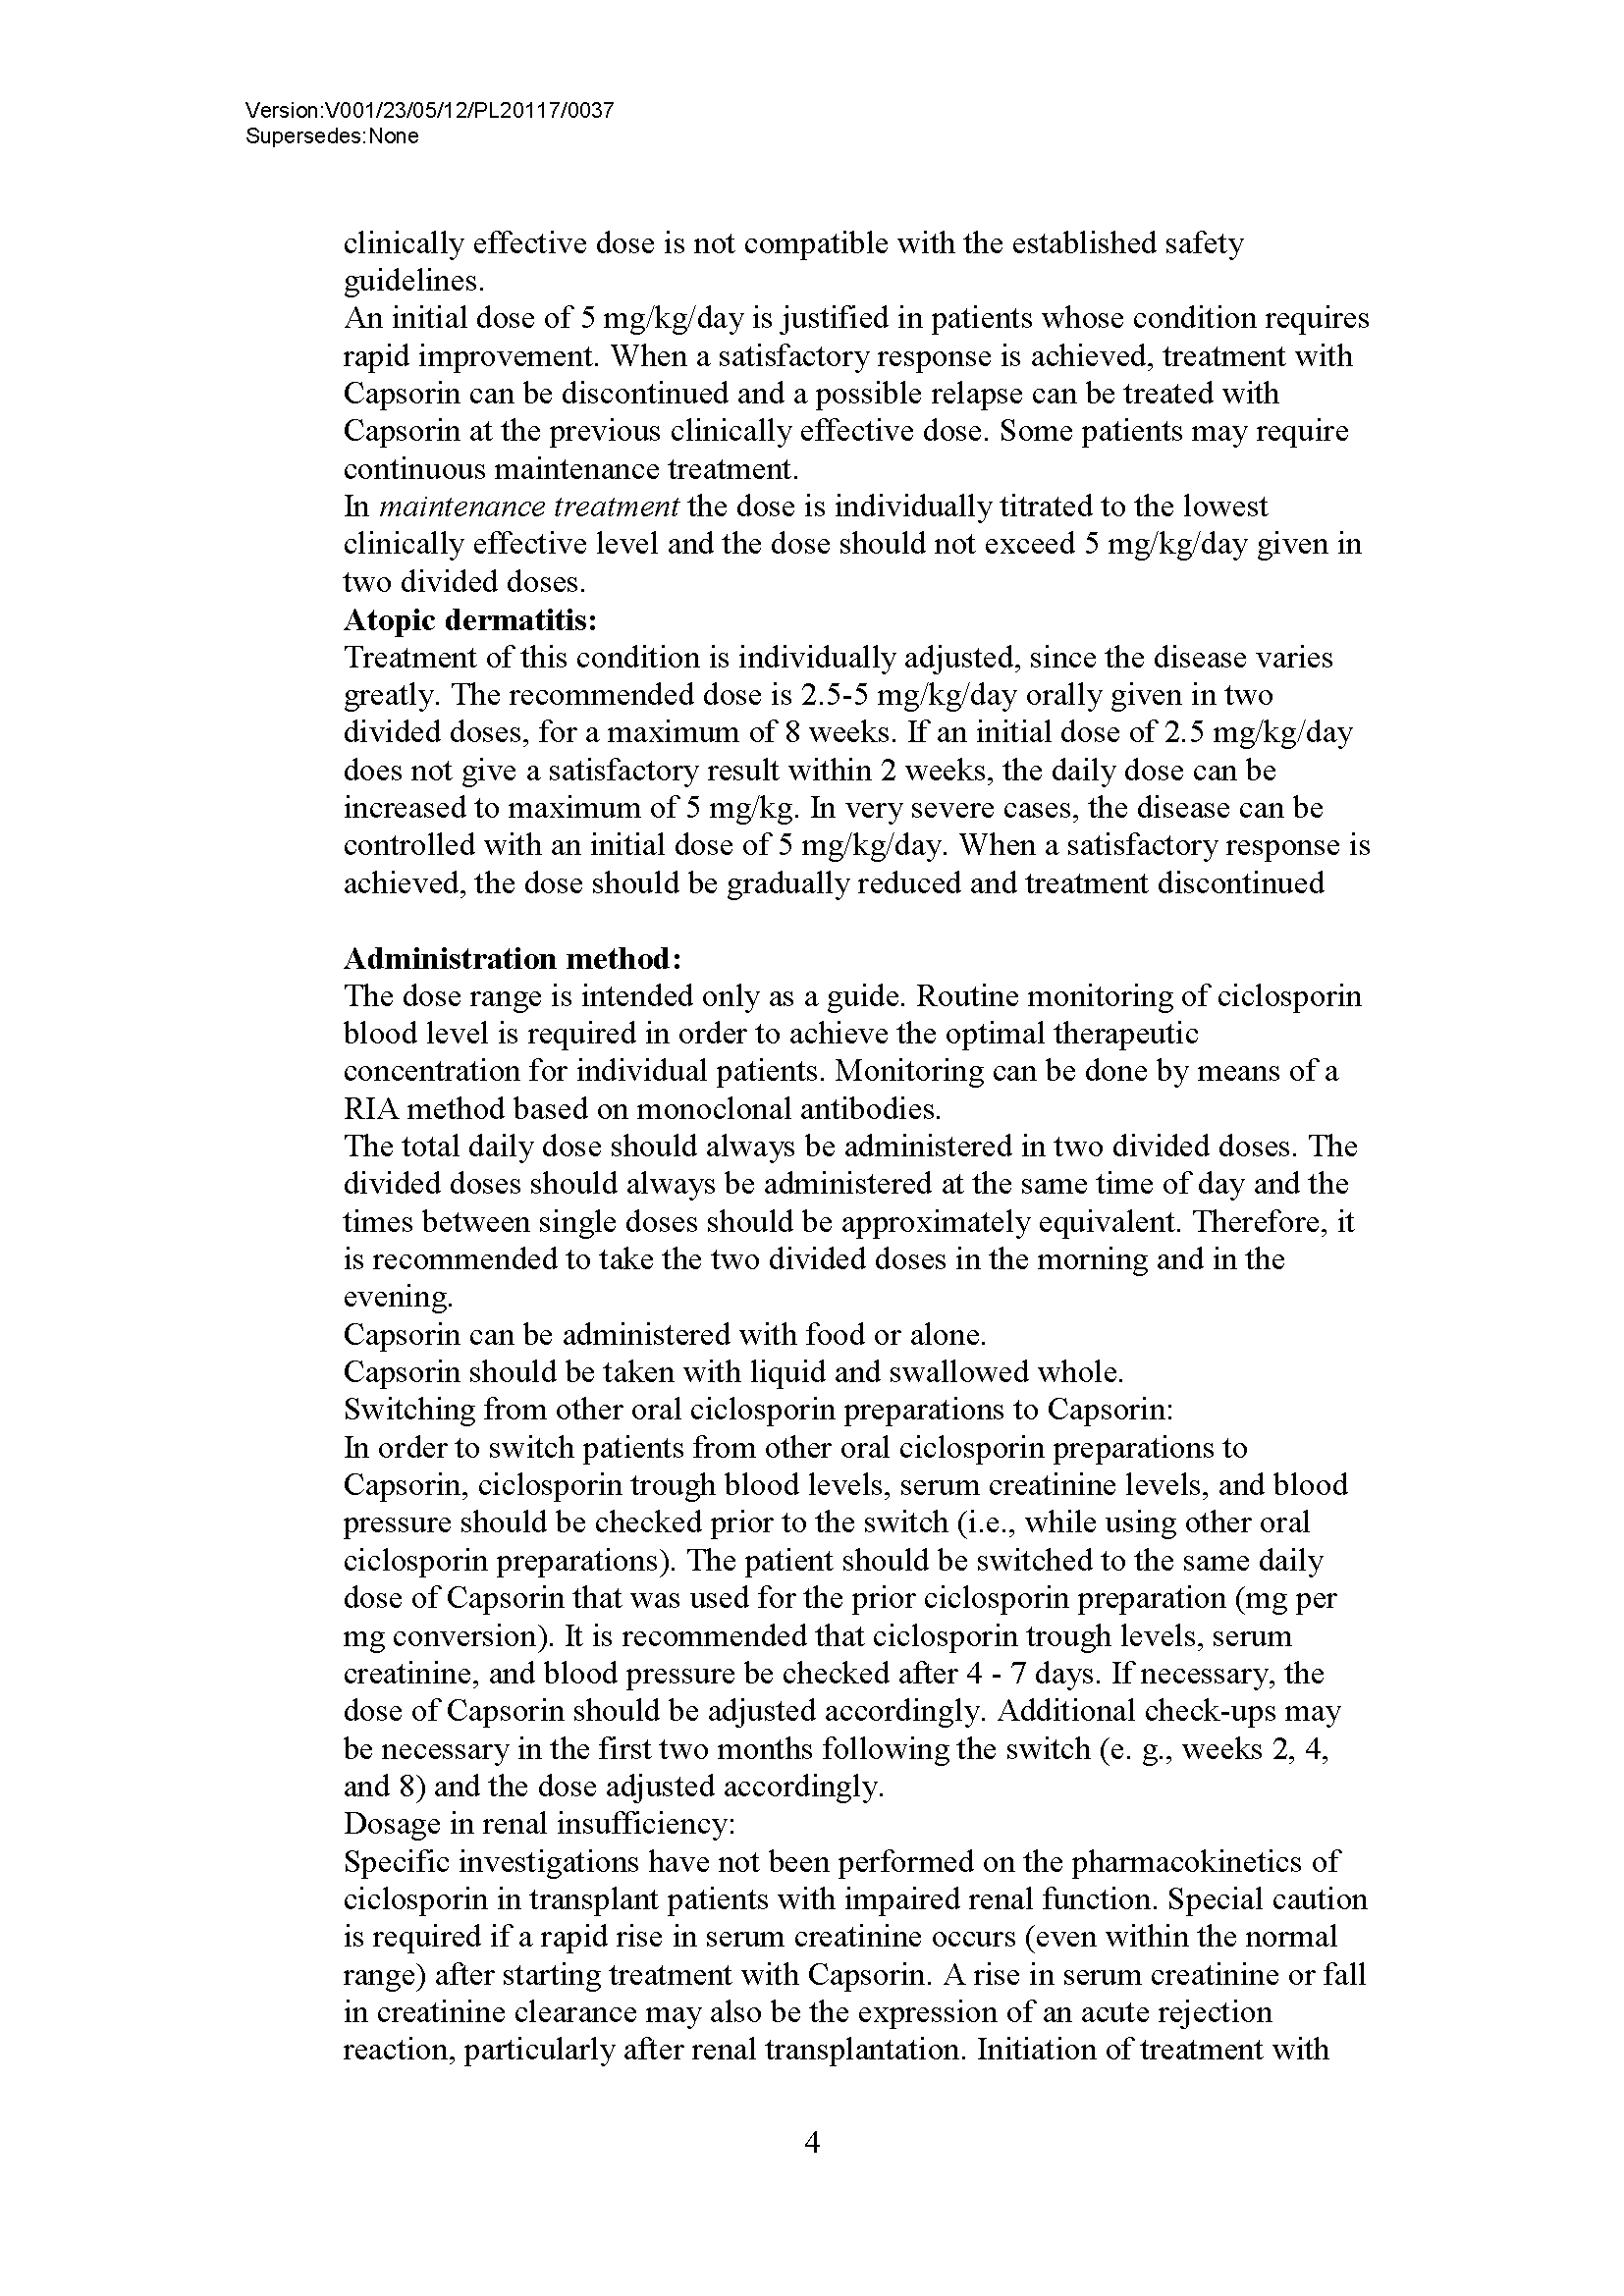 Version:V001/23/05/12/PL20117/0037
Supersedes:None
clinically effective dose is not compatible with the established safety
guidelines.
An initial dose of 5 mg/kg/day is justified in patients whose condition requires
rapid improvement. When a satisfactory response is achieved, treatment with
Capsorin can be discontinued and a possible relapse can be treated with
Capsorin at the previous clinically effective dose. Some patients may require
continuous maintenance treatment.
In maintenance treatment the dose is individually titrated to the lowest
clinically effective level and the dose should not exceed 5 mg/kg/day given in
two divided doses.
Atopic dermatitis:
Treatment of this condition is individually adjusted, since the disease varies
greatly. The recommended dose is 2.5-5 mg/kg/day orally given in two
divided doses, for a maximum of 8 weeks. If an initial dose of 2.5 mg/kg/day
does not give a satisfactory result within 2 weeks, the daily dose can be
increased to maximum of 5 mg/kg. In very severe cases, the disease can be
controlled with an initial dose of 5 mg/kg/day. When a satisfactory response is
achieved, the dose should be gradually reduced and treatment discontinued
Administration method:
The dose range is intended only as a guide. Routine monitoring of ciclosporin
blood level is required in order to achieve the optimal therapeutic
concentration for individual patients. Monitoring can be done by means of a
RIA method based on monoclonal antibodies.
The total daily dose should always be administered in two divided doses. The
divided doses should always be administered at the same time of day and the
times between single doses should be approximately equivalent. Therefore, it
is recommended to take the two divided doses in the morning and in the
evening.
Capsorin can be administered with food or alone.
Capsorin should be taken with liquid and swallowed whole.
Switching from other oral ciclosporin preparations to Capsorin:
In order to switch patients from other oral ciclosporin preparations to
Capsorin, ciclosporin trough blood levels, serum creatinine levels, and blood
pressure should be checked prior to the switch (i.e., while using other oral
ciclosporin preparations). The patient should be switched to the same daily
dose of Capsorin that was used for the prior ciclosporin preparation (mg per
mg conversion). It is recommended that ciclosporin trough levels, serum
creatinine, and blood pressure be checked after 4 - 7 days. If necessary, the
dose of Capsorin should be adjusted accordingly. Additional check-ups may
be necessary in the first two months following the switch (e. g., weeks 2, 4,
and 8) and the dose adjusted accordingly.
Dosage in renal insufficiency:
Specific investigations have not been performed on the pharmacokinetics of
ciclosporin in transplant patients with impaired renal function. Special caution
is required if a rapid rise in serum creatinine occurs (even within the normal
range) after starting treatment with Capsorin. A rise in serum creatinine or fall
in creatinine clearance may also be the expression of an acute rejection
reaction, particularly after renal transplantation. Initiation of treatment with
4